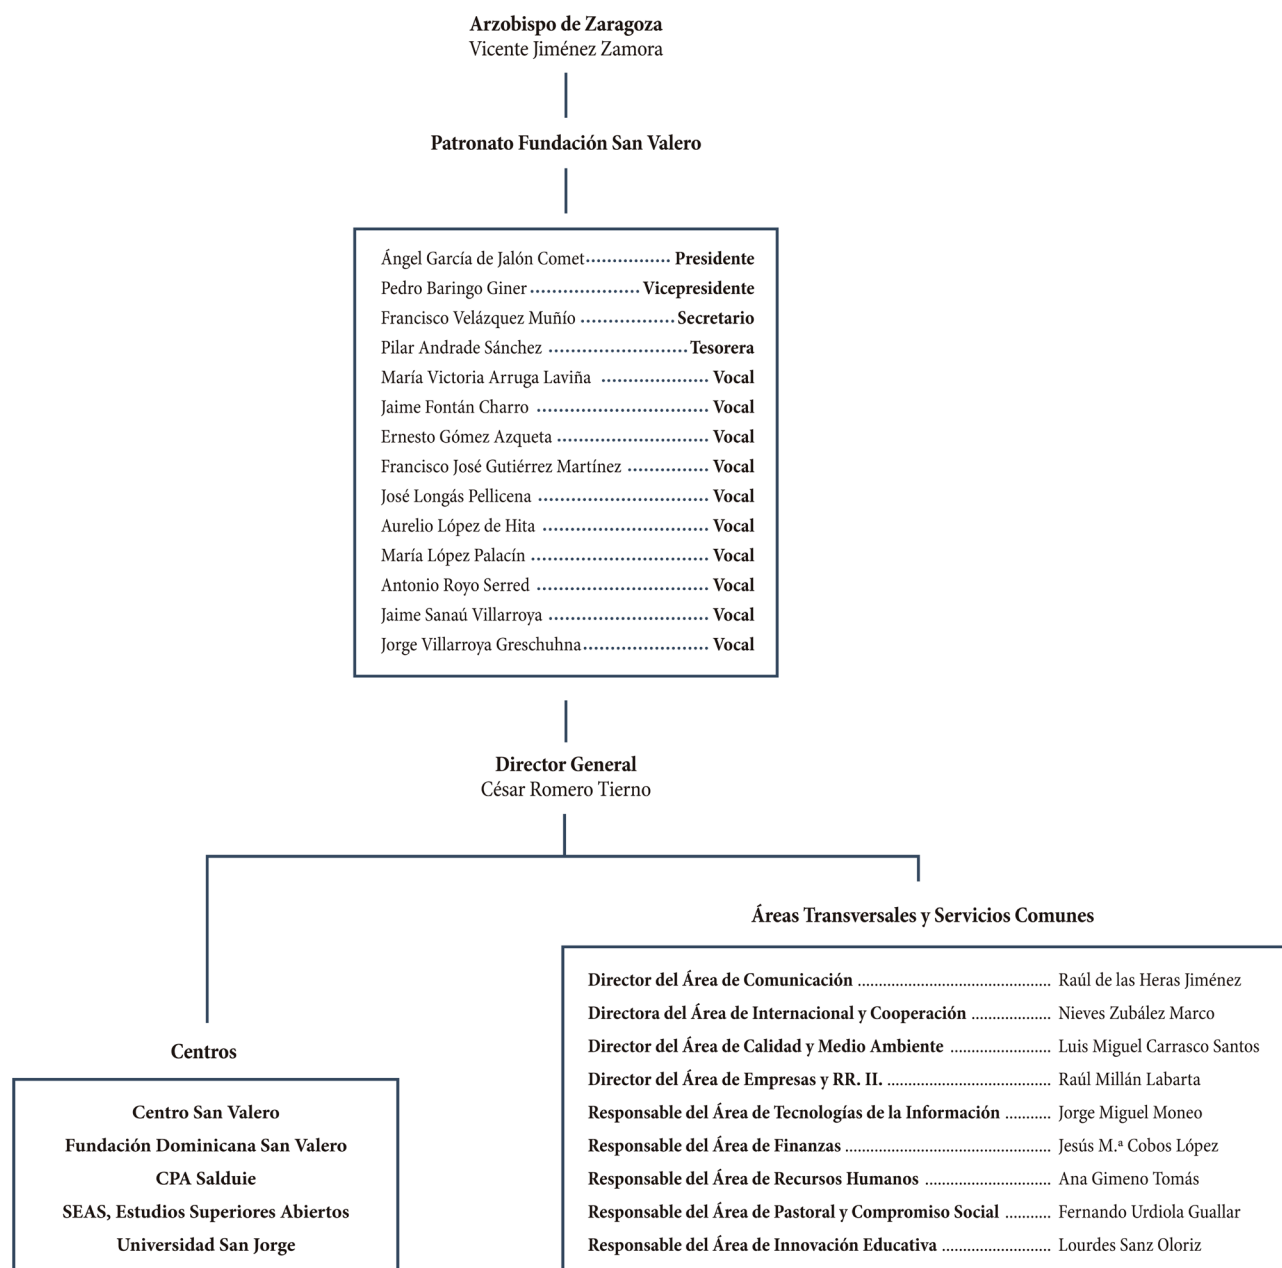 Arzobispo de Zaragoza
Vicente Jiménez Zamora
Patronato Fundación San Valero
Ángel García de Jalón Comet................ Presidente
Pedro Baringo Giner .................... Vicepresidente
Francisco Velázquez Muñío .................. Secretario
Pilar Andrade Sánchez .......................... Tesorera
María Victoria Arruga Laviña .................... Vocal
Jaime Fontán Charro ................................ Vocal
Ernesto Gómez Azqueta ............................ Vocal
Francisco José Gutiérrez Martínez ............... Vocal
José Longás Pellicena ................................ Vocal
Aurelio López de Hita ............................... Vocal
María López Palacín ................................. Vocal
Antonio Royo Serred ................................ Vocal
Jaime Sanaú Villarroya .............................. Vocal
Jorge Villarroya Greschuhna....................... Vocal
Director General
César Romero Tierno
Áreas Transversales y Servicios Comunes
Director del Área de Comunicación .............................................. Raúl de las Heras Jiménez
Directora del Área de Internacional y Cooperación ................... Nieves Zubález Marco
Director del Área de Calidad y Medio Ambiente ........................ Luis Miguel Carrasco Santos
Director del Área de Empresas y RR. II. ....................................... Raúl Millán Labarta
Responsable del Área de Tecnologías de la Información ........... Jorge Miguel Moneo
Responsable del Área de Finanzas ................................................. Jesús M.ª Cobos López
Responsable del Área de Recursos Humanos .............................. Ana Gimeno Tomás
Responsable del Área de Pastoral y Compromiso Social ........... Fernando Urdiola Guallar
Responsable del Área de Innovación Educativa .......................... Lourdes Sanz Oloriz
Centros
Centro San Valero
Fundación Dominicana San Valero
CPA Salduie
SEAS, Estudios Superiores Abiertos
Universidad San Jorge